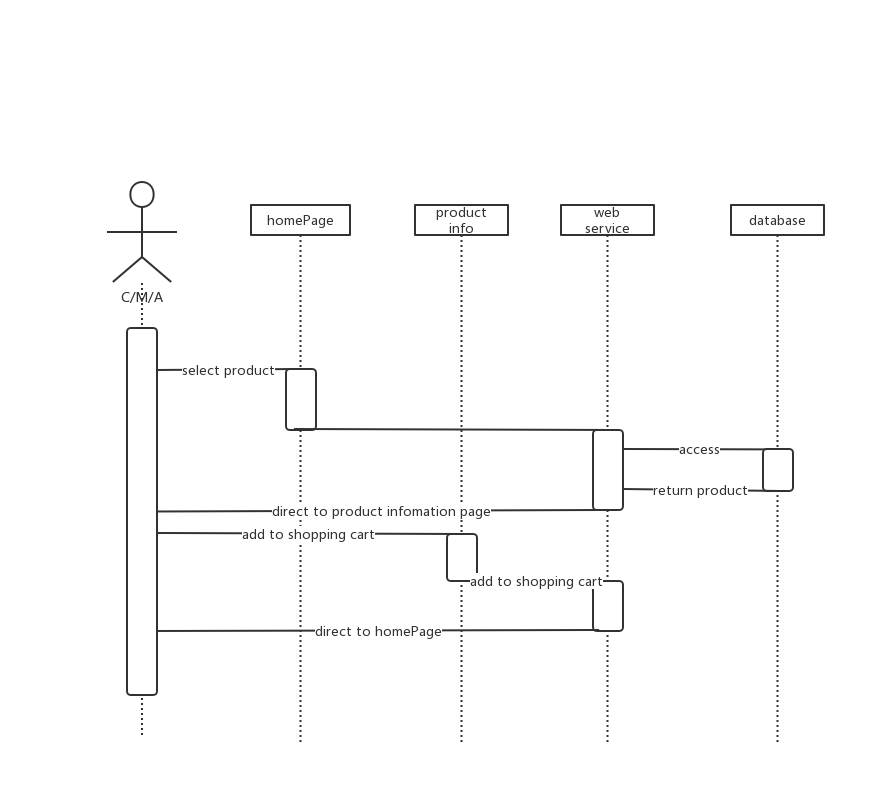 homePage
product
info
web
service
database
C/M/A
select product
access
return product
direct to product infomation page
add to shopping cart
add to shopping cart
direct to homePage